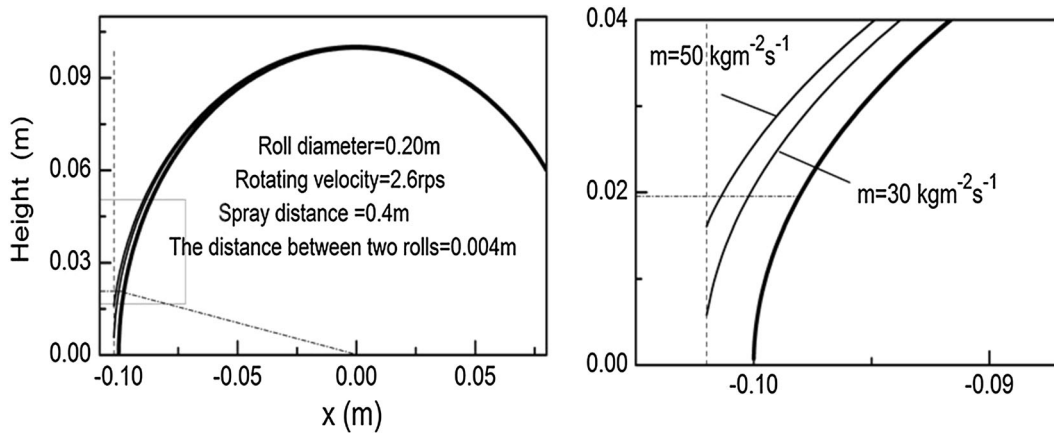 Height (m)
0.09
0.06
0.03
0.00
Roll diameter=0.20m
Rotating velocity=2.6rps
Spray distance =0.4m
The distance between two rolls=0.004m
-0.10
-0.05
0.00
0.05
x (m)
0.04
0.02
0.00
m=50 kgm⁻²s⁻¹
m=30 kgm⁻²s⁻¹
-0.10
-0.09